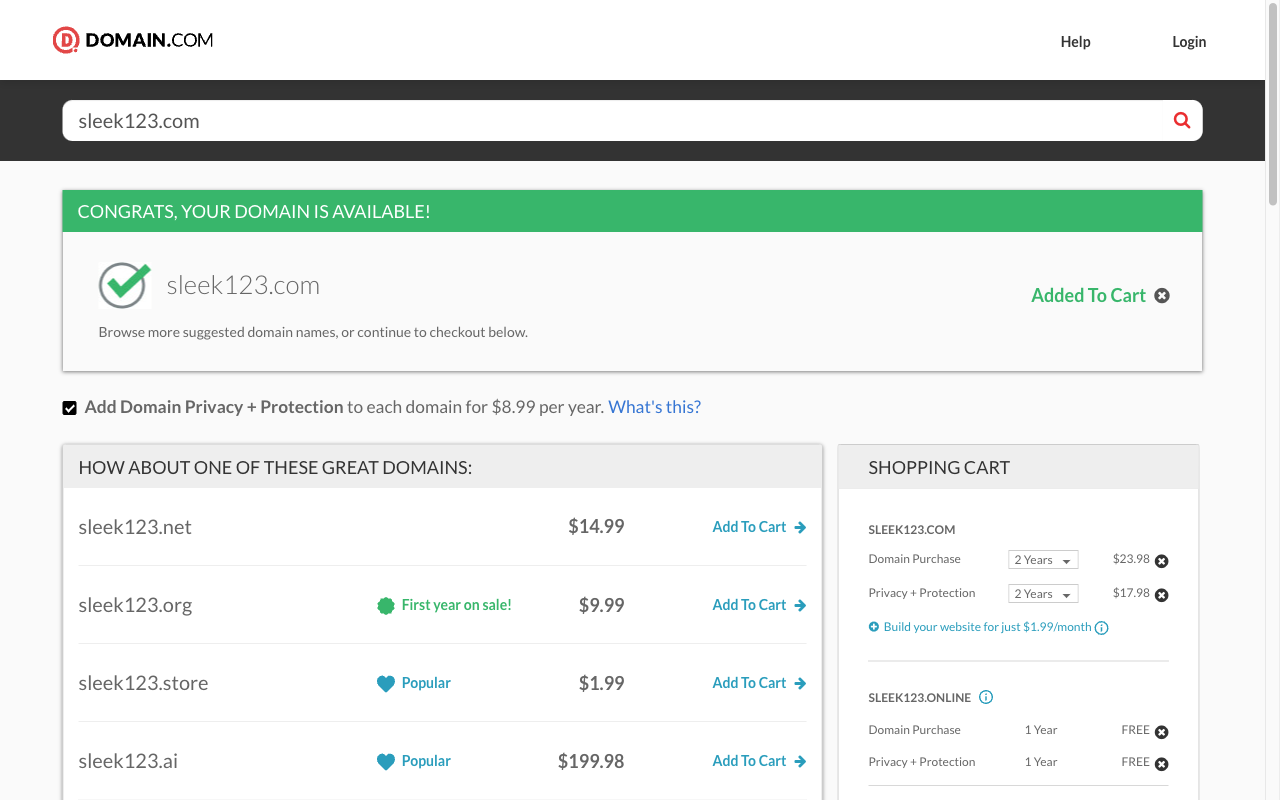 DOMAIN.COM
Help
Login
sleek123.com
CONGRATS, YOUR DOMAIN IS AVAILABLE!
sleek123.com
Added To Cart
Browse more suggested domain names, or continue to checkout below.
Add Domain Privacy + Protection to each domain for $8.99 per year. What's this?
HOW ABOUT ONE OF THESE GREAT DOMAINS:
sleek123.net $14.99 Add To Cart
sleek123.org First year on sale! $9.99 Add To Cart
sleek123.store Popular $1.99 Add To Cart
sleek123.ai Popular $199.98 Add To Cart
SHOPPING CART
SLEEK123.COM
Domain Purchase 2 Years $23.98
Privacy + Protection 2 Years $17.98
Build your website for just $1.99/month
SLEEK123.ONLINE
Domain Purchase 1 Year FREE
Privacy + Protection 1 Year FREE